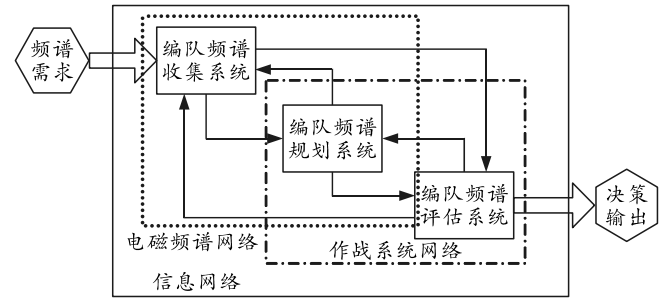 频谱
需求
编队频谱
收集系统
编队频谱
规划系统
编队频谱
评估系统
决策
输出
电磁频谱网络
作战系统网络
信息网络